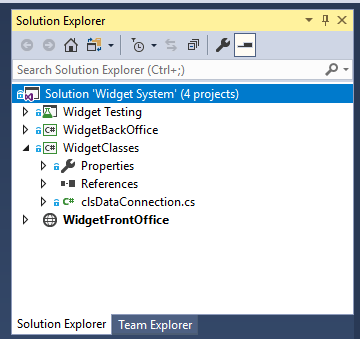 Solution Explorer
Search Solution Explorer (Ctrl+;)
Solution 'Widget System' (4 projects)
Widget Testing
C# WidgetBackOffice
C# WidgetClasses
Properties
References
C# clsDataConnection.cs
WidgetFrontOffice
Solution Explorer Team Explorer